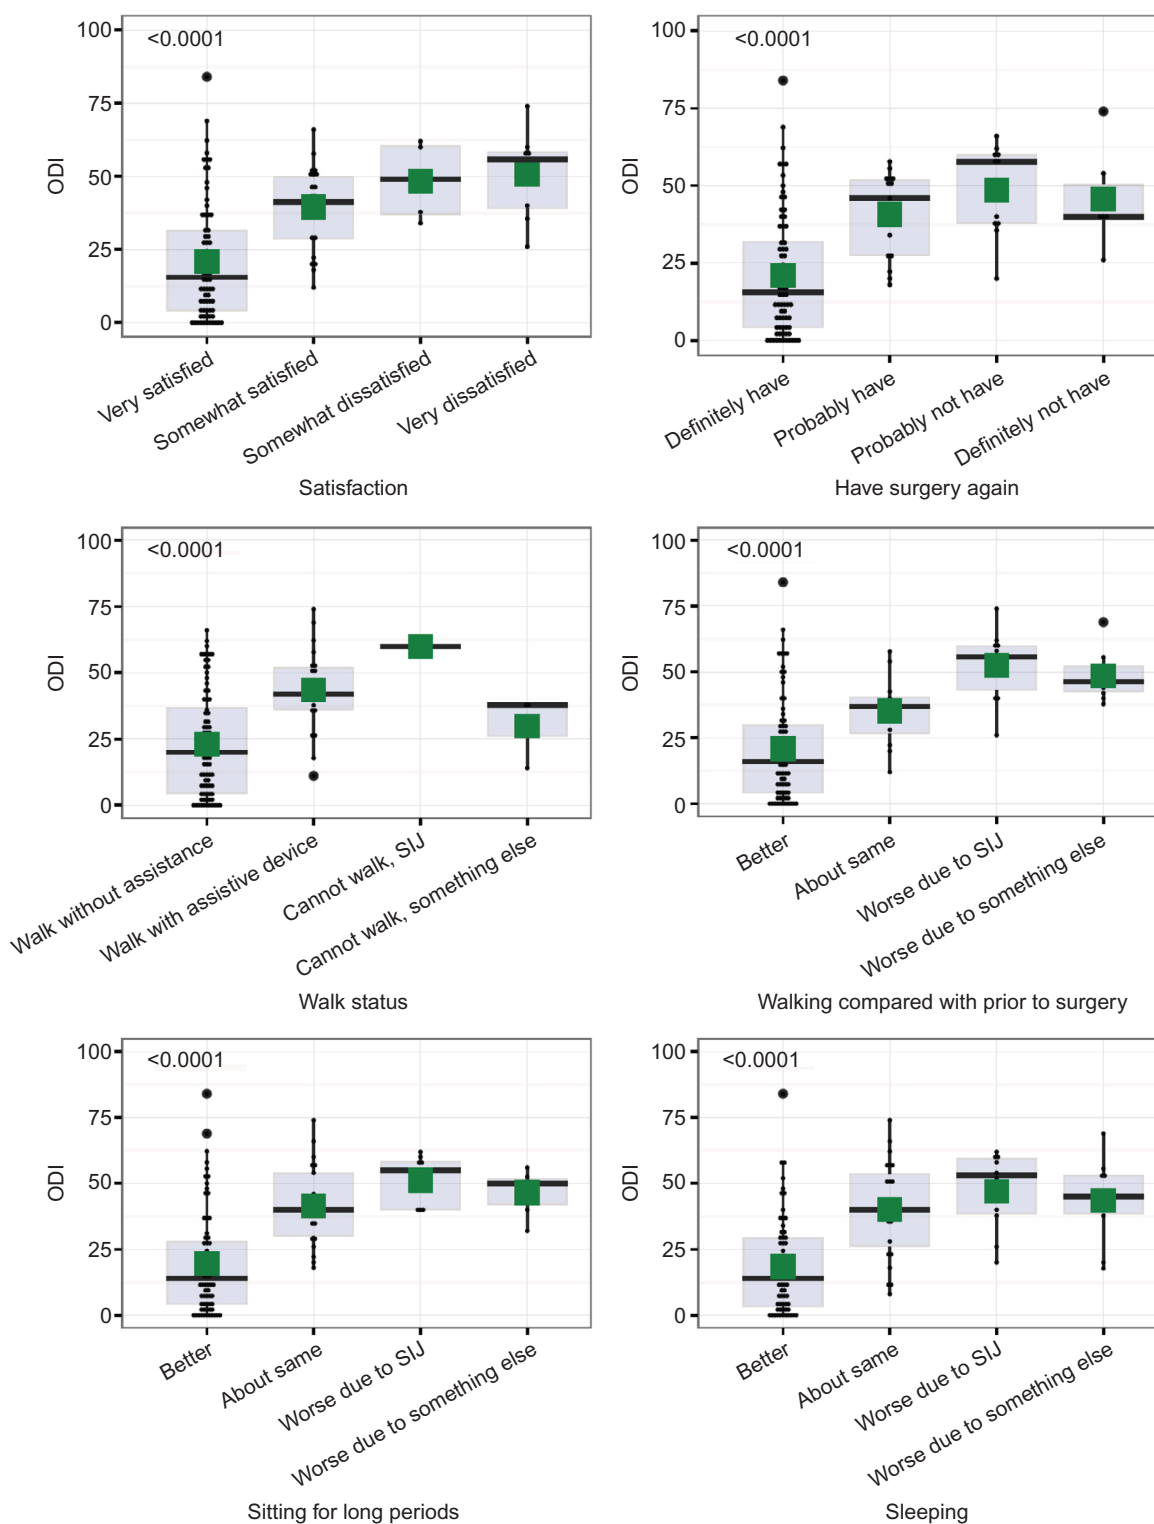 100
<0.0001
75
ODI
50
25
0
Very satisfied
Somewhat satisfied
Somewhat dissatisfied
Very dissatisfied
Satisfaction
100
<0.0001
75
ODI
50
25
0
Definitely have
Probably have
Probably not have
Definitely not have
Have surgery again
100
<0.0001
75
ODI
50
25
0
Walk without assistance
Walk with assistive device
Cannot walk, SIJ
Cannot walk, something else
Walk status
100
<0.0001
75
ODI
50
25
0
Better
About same
Worse due to SIJ
Worse due to something else
Walking compared with prior to surgery
100
<0.0001
75
ODI
50
25
0
Better
About same
Worse due to SIJ
Worse due to something else
Sitting for long periods
100
<0.0001
75
ODI
50
25
0
Better
About same
Worse due to SIJ
Worse due to something else
Sleeping